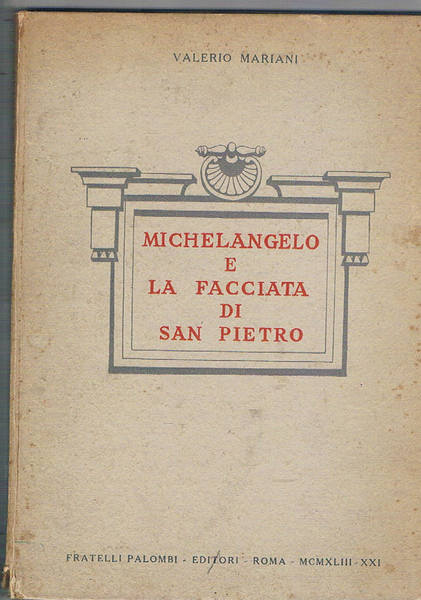 VALERIO MARIANI
MICHELANGELO
E
LA FACCIATA
DI
SAN PIETRO
FRATELLI PALOMBI - EDITORI - ROMA - MCMXLIII-XXI